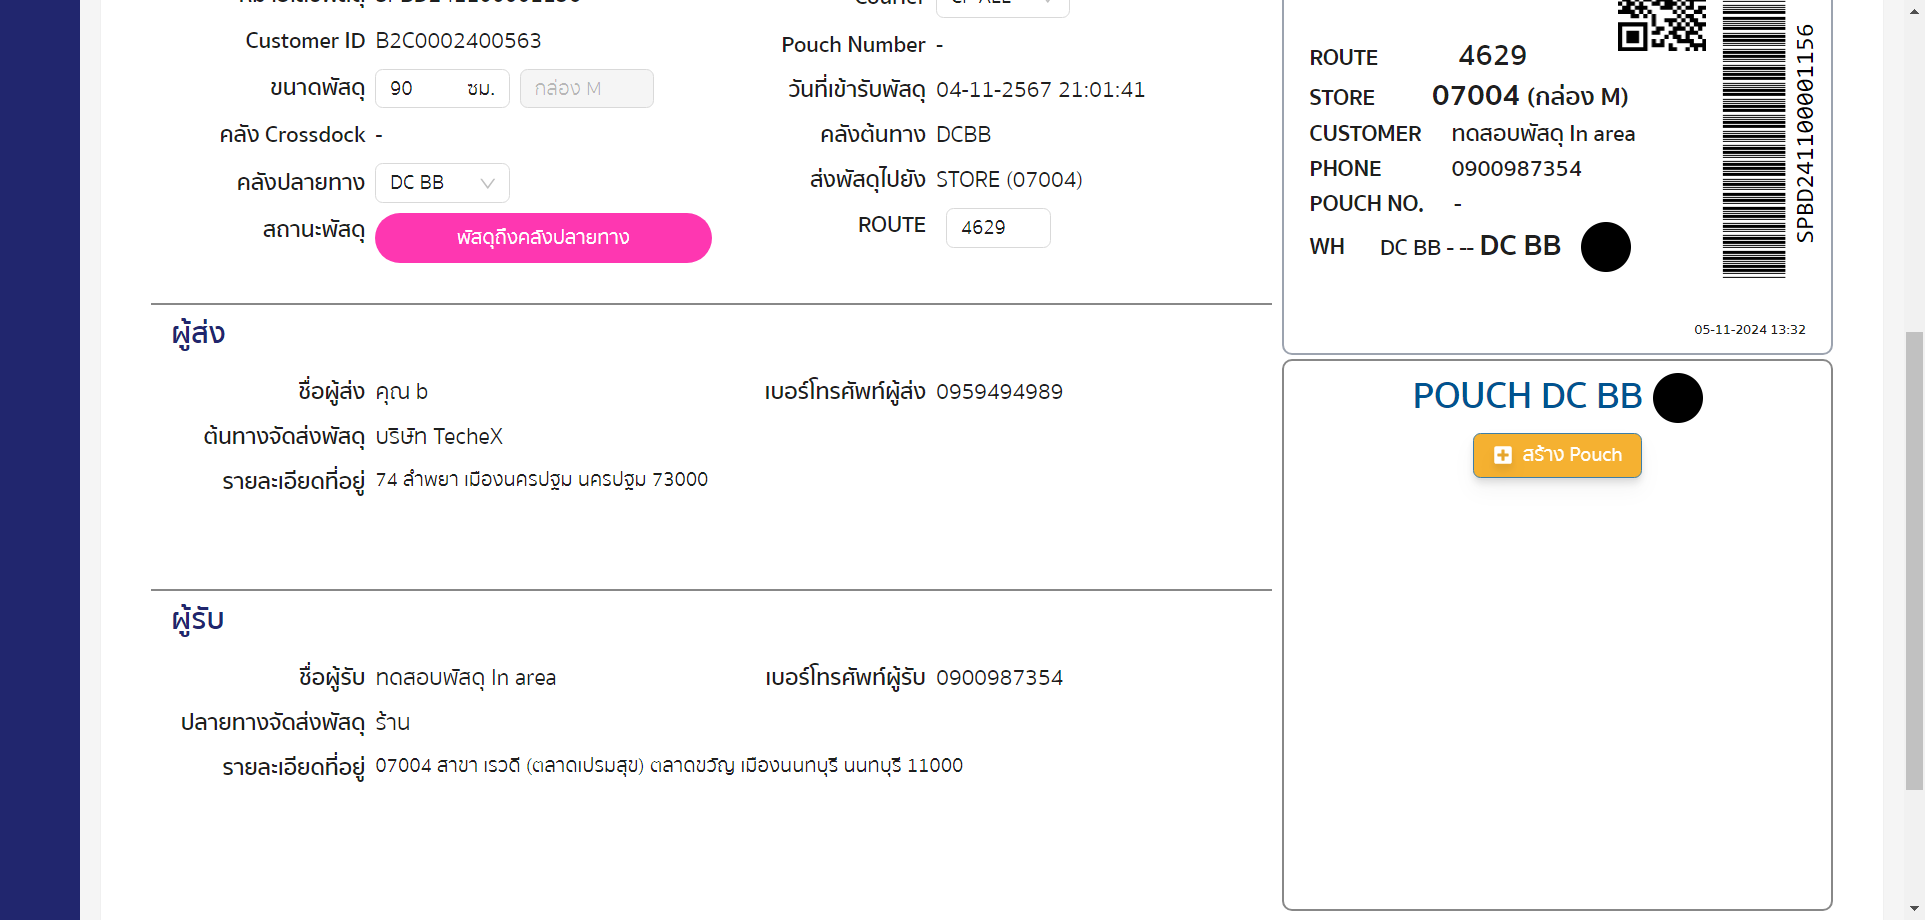 Customer ID B2C0002400563
ขนาดพัสดุ 90 ซม. กล่อง M
คลัง Crossdock -
คลังปลายทาง DC BB
สถานะพัสดุ พัสดุถึงคลังปลายทาง
Pouch Number -
วันที่เข้ารับพัสดุ 04-11-2567 21:01:41
คลังต้นทาง DCBB
ส่งพัสดุไปยัง STORE (07004)
ROUTE 4629
ผู้ส่ง
ชื่อผู้ส่ง คุณ b
เบอร์โทรศัพท์ผู้ส่ง 0959494989
ต้นทางจัดส่งพัสดุ บริษัท TecheX
รายละเอียดที่อยู่ 74 ลำพยา เมืองนครปฐม นครปฐม 73000
ผู้รับ
ชื่อผู้รับ ทดสอบพัสดุ In area
เบอร์โทรศัพท์ผู้รับ 0900987354
ปลายทางจัดส่งพัสดุ ร้าน
รายละเอียดที่อยู่ 07004 สาขา เรวดี (ตลาดเปรมสุข) ตลาดขวัญ เมืองนนทบุรี นนทบุรี 11000
ROUTE 4629
STORE 07004 (กล่อง M)
CUSTOMER ทดสอบพัสดุ In area
PHONE 0900987354
POUCH NO. -
WH DC BB - -- DC BB
SPBD241100001156
05-11-2024 13:32
POUCH DC BB
สร้าง Pouch